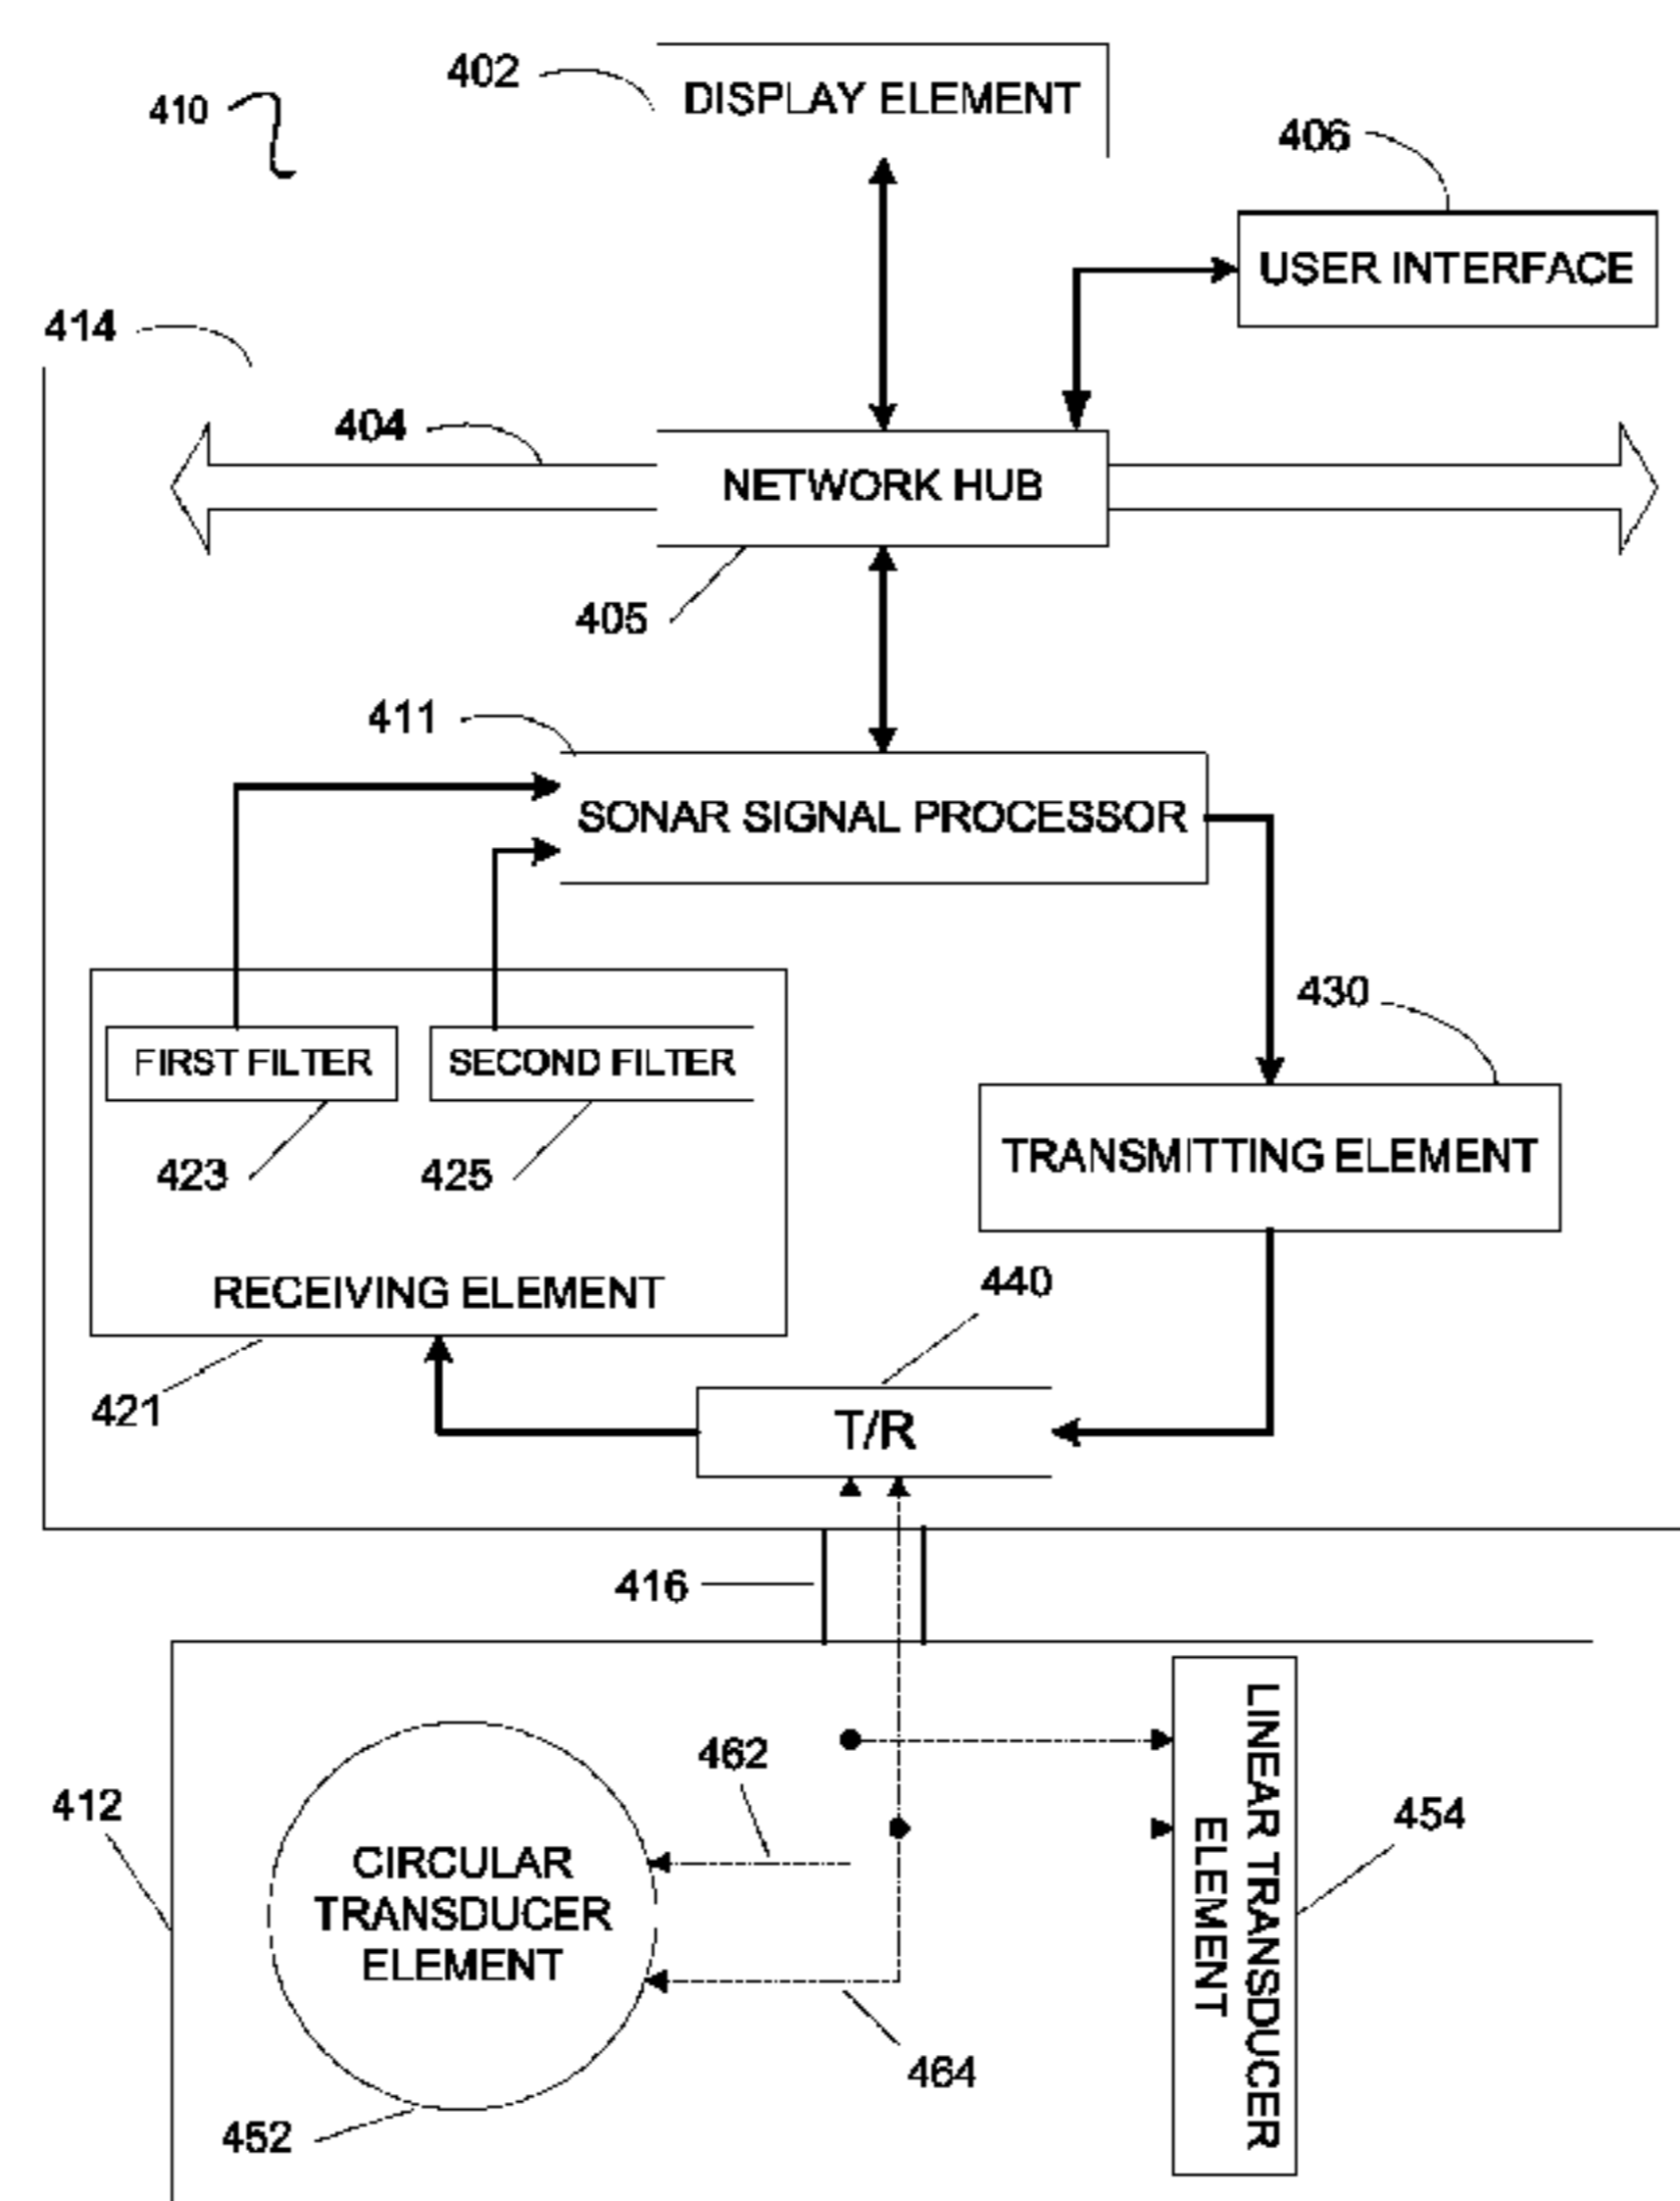 402
DISPLAY ELEMENT
410
406
USER INTERFACE
414
404
NETWORK HUB
405
411
SONAR SIGNAL PROCESSOR
430
FIRST FILTER
SECOND FILTER
423
425
TRANSMITTING ELEMENT
RECEIVING ELEMENT
440
421
T/R
416
462
412
CIRCULAR
TRANSDUCER
ELEMENT
LINEAR TRANSDUCER
ELEMENT
454
464
452